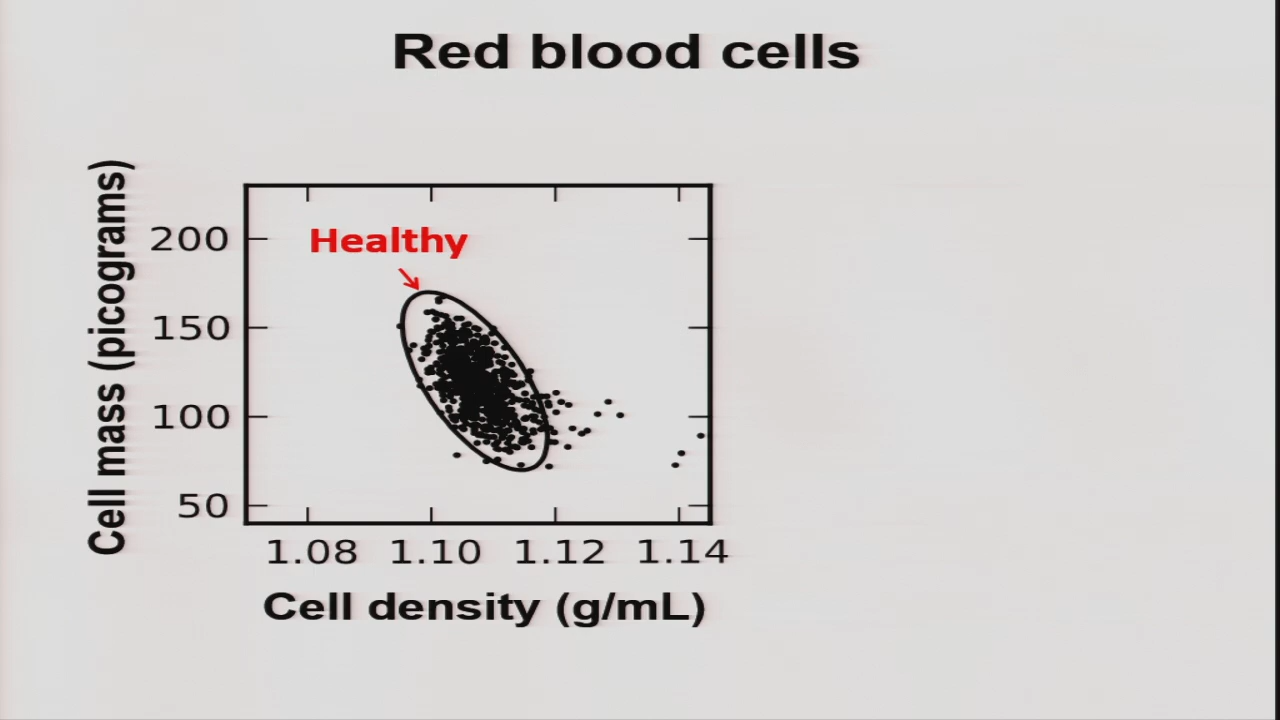 Red blood cells
Cell mass (picograms)
200
150
100
50
Healthy
1.08 1.10 1.12 1.14
Cell density (g/mL)